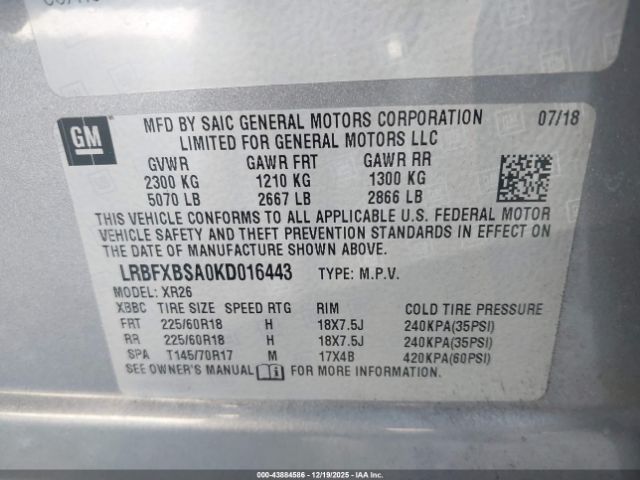 GM
MFD BY SAIC GENERAL MOTORS CORPORATION 07/18
LIMITED FOR GENERAL MOTORS LLC
GVWR GAWR FRT GAWR RR
2300 KG 1210 KG 1300 KG
5070 LB 2667 LB 2866 LB
THIS VEHICLE CONFORMS TO ALL APPLICABLE U.S. FEDERAL MOTOR
VEHICLE SAFETY AND THEFT PREVENTION STANDARDS IN EFFECT ON
THE DATE OF MANUFACTURE SHOWN ABOVE.
LRBFXBSA0KD016443 TYPE: M.P.V.
MODEL: XR26
XBBC TIRE SIZE SPEED RTG RIM COLD TIRE PRESSURE
FRT 225/60R18 H 18X7.5J 240KPA(35PSI)
RR 225/60R18 H 18X7.5J 240KPA(35PSI)
SPA T145/70R17 M 17X4B 420KPA(60PSI)
SEE OWNER'S MANUAL FOR MORE INFORMATION.
000-43884586 - 12/19/2025 - IAAI.COM